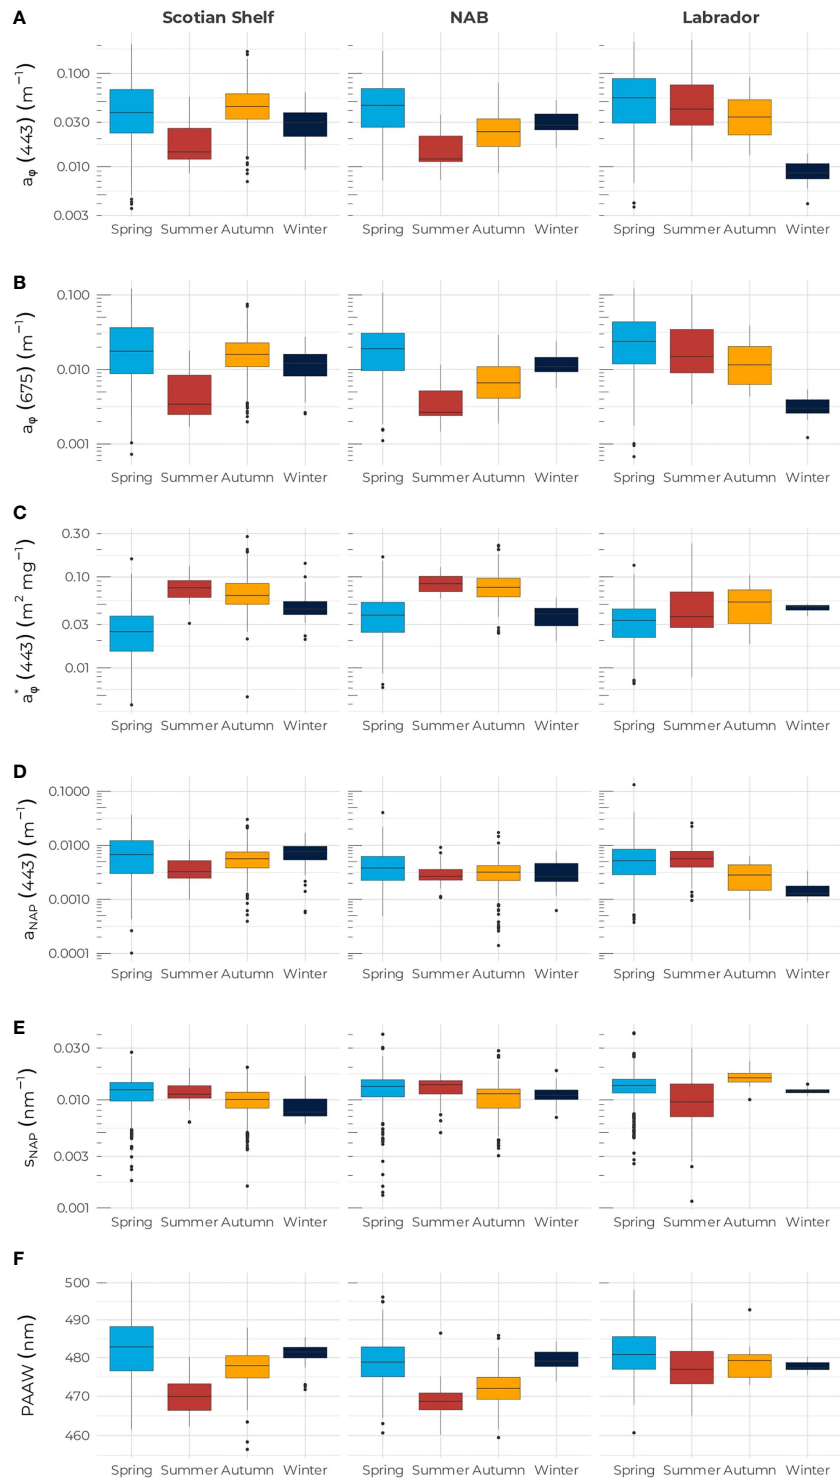 A
Scotian Shelf NAB Labrador
aφ (443) (m⁻¹)
0.100
0.030
0.010
0.003
Spring Summer Autumn Winter Spring Summer Autumn Winter Spring Summer Autumn Winter
B
aφ (675) (m⁻¹)
0.100
0.010
0.001
Spring Summer Autumn Winter Spring Summer Autumn Winter Spring Summer Autumn Winter
C
a*φ (443) (m² mg⁻¹)
0.30
0.10
0.03
0.01
Spring Summer Autumn Winter Spring Summer Autumn Winter Spring Summer Autumn Winter
D
aNAP (443) (m⁻¹)
0.1000
0.0100
0.0010
0.0001
Spring Summer Autumn Winter Spring Summer Autumn Winter Spring Summer Autumn Winter
E
sNAP (nm⁻¹)
0.030
0.010
0.003
0.001
Spring Summer Autumn Winter Spring Summer Autumn Winter Spring Summer Autumn Winter
F
PAAW (nm)
500
490
480
470
460
Spring Summer Autumn Winter Spring Summer Autumn Winter Spring Summer Autumn Winter